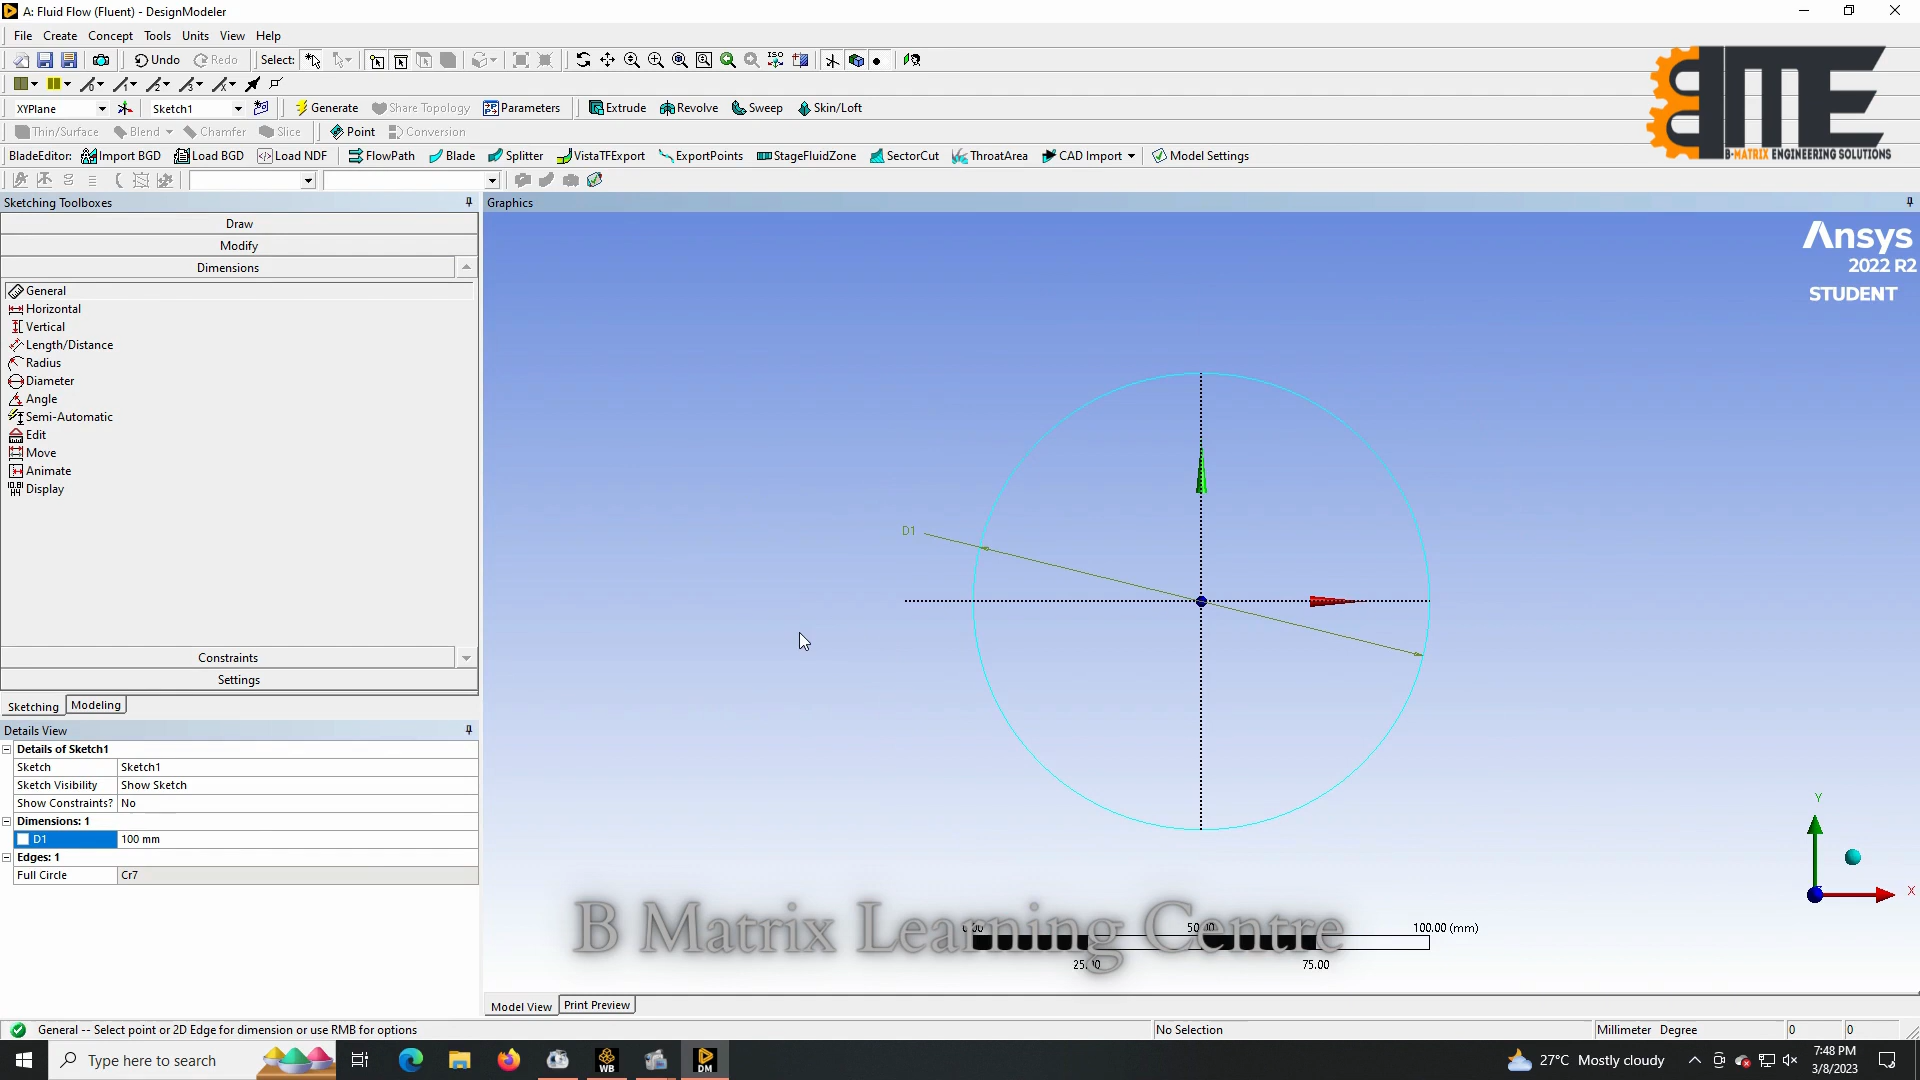 A: Fluid Flow (Fluent) - DesignModeler
File Create Concept Tools Units View Help
Undo Redo Select: ISO
XYPlane Sketch1 Generate Share Topology Parameters Extrude Revolve Sweep Skin/Loft
Thin/Surface Blend Chamfer Slice Point Conversion
BladeEditor: Import BGD Load BGD Load NDF FlowPath Blade Splitter VistaTFExport ExportPoints StageFluidZone SectorCut ThroatArea CAD Import Model Settings
BME
B-MATRIX ENGINEERING SOLUTIONS
Sketching Toolboxes
Draw
Modify
Dimensions
General
Horizontal
Vertical
Length/Distance
Radius
Diameter
Angle
Semi-Automatic
Edit
Move
Animate
Display
Constraints
Settings
Sketching Modeling
Details View
Details of Sketch1
Sketch Sketch1
Sketch Visibility Show Sketch
Show Constraints? No
Dimensions: 1
D1 100 mm
Edges: 1
Full Circle Cr7
Graphics
Ansys
2022 R2
STUDENT
D1
Y
X
B Matrix Learning Centre
50.00 100.00 (mm)
75.00
Model View Print Preview
General -- Select point or 2D Edge for dimension or use RMB for options No Selection Millimeter Degree 0 0
Type here to search WB DM 27°C Mostly cloudy 7:48 PM
3/8/2023